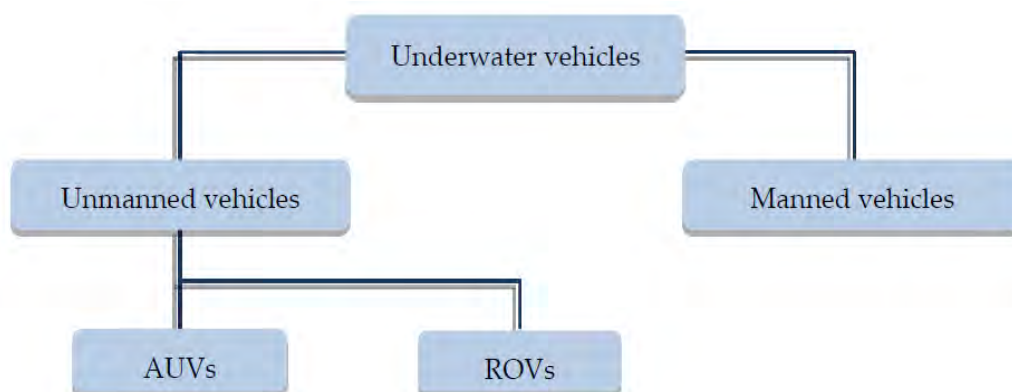 Underwater vehicles
Unmanned vehicles
Manned vehicles
AUVs
ROVs